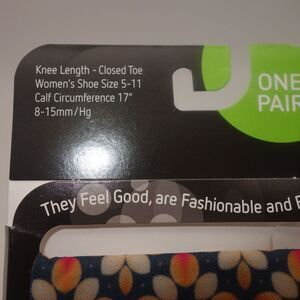 Knee Length - Closed Toe
Women's Shoe Size 5-11
Calf Circumference 17"
8-15mm/Hg
ONE
PAIR
They Feel Good, are Fashionable and